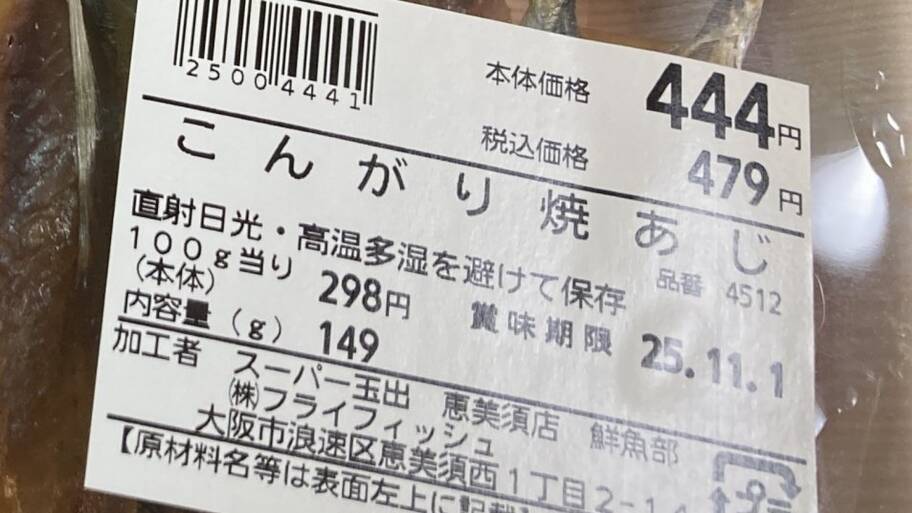 25004441
本体価格 444円
税込価格 479円
こんがり焼あじ
直射日光・高温多湿を避けて保存 品番 4512
100g当り
(本体) 298円 賞味期限 25.11.1
内容量(g) 149
加工者 スーパー玉出 恵美須店 鮮魚部
㈱フライフィッシュ
大阪市浪速区恵美須西1丁目2-1
【原材料名等は表面左上に記載】